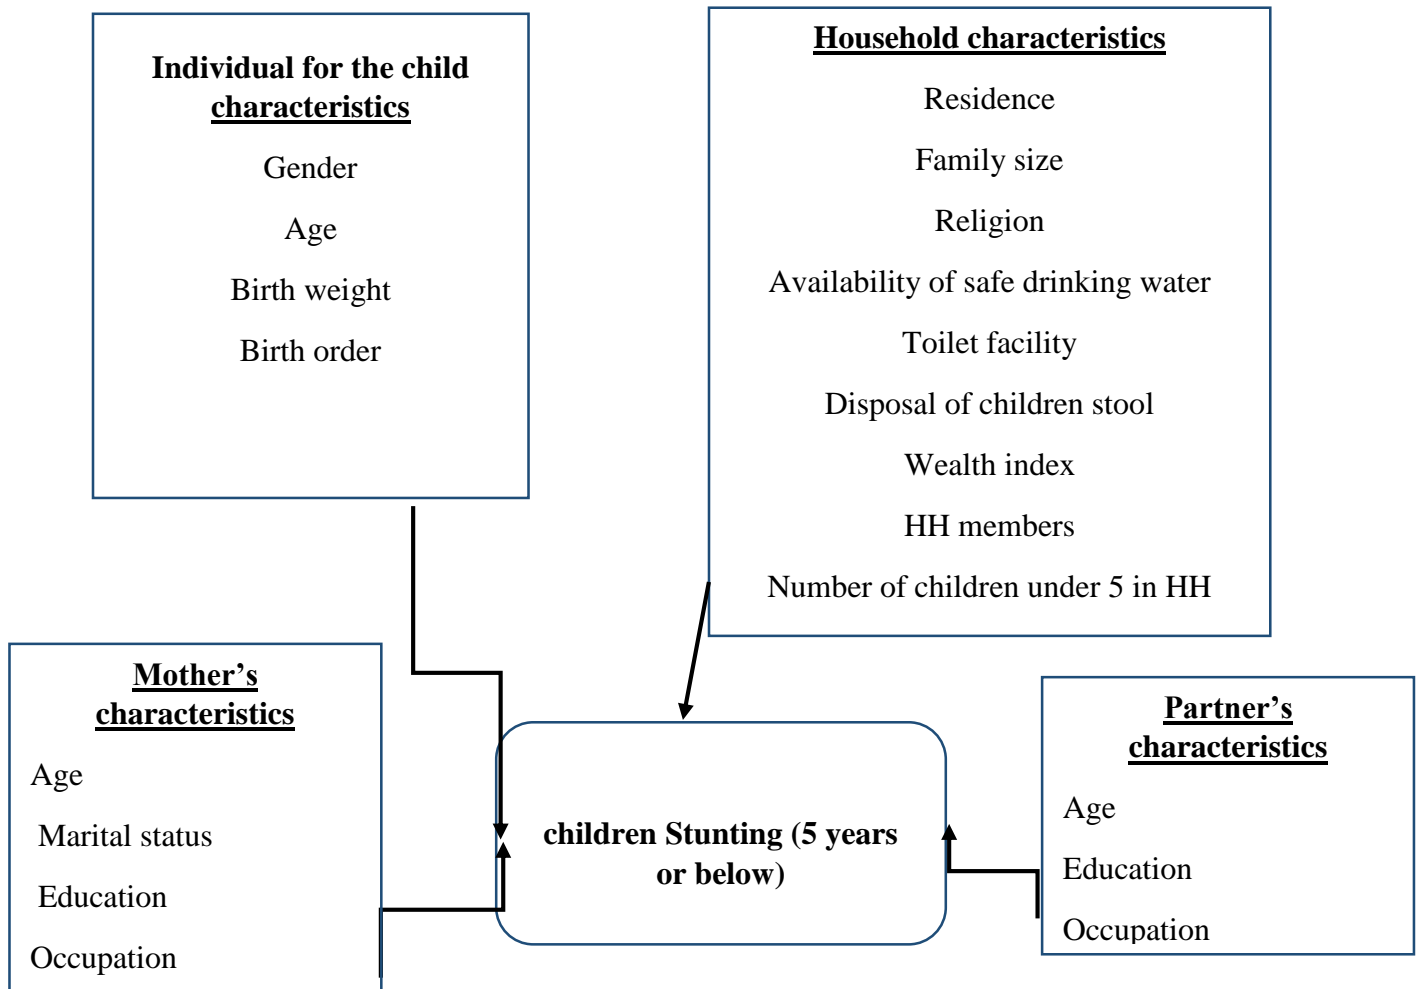 Individual for the child
characteristics
Gender
Age
Birth weight
Birth order
Household characteristics
Residence
Family size
Religion
Availability of safe drinking water
Toilet facility
Disposal of children stool
Wealth index
HH members
Number of children under 5 in HH
Mother’s
characteristics
Age
Marital status
Education
Occupation
children Stunting (5 years
or below)
Partner’s
characteristics
Age
Education
Occupation